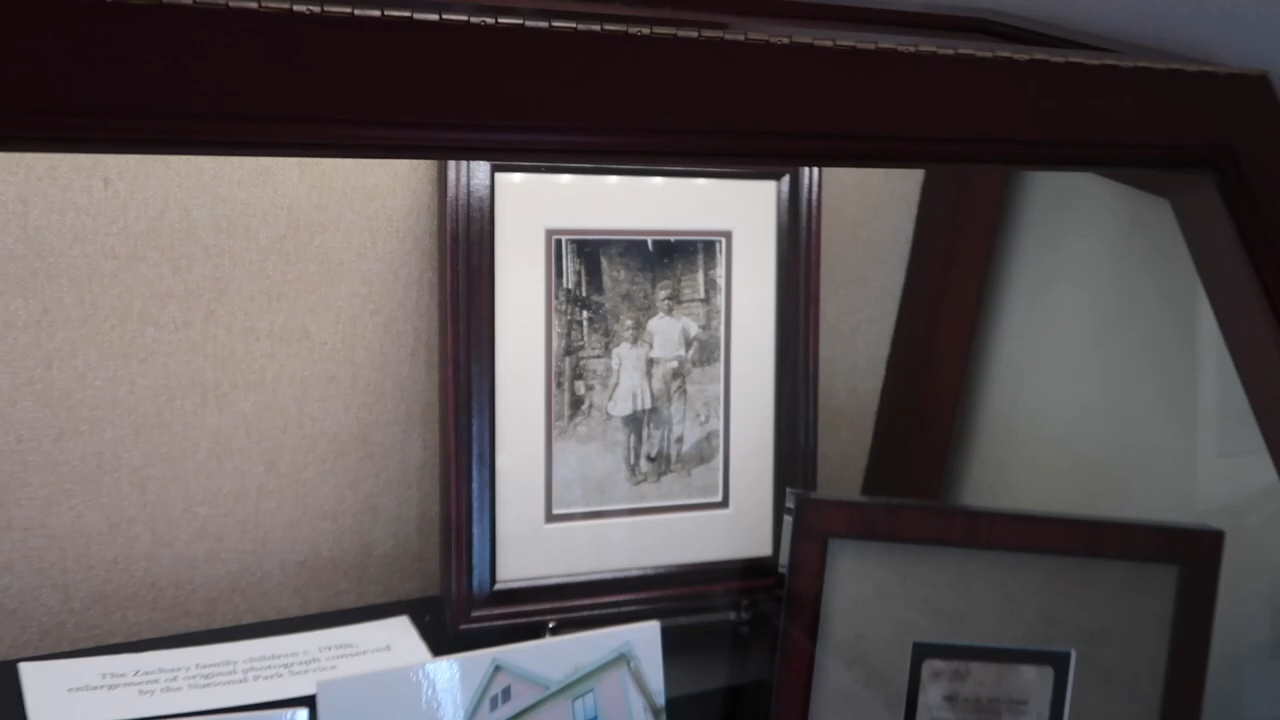 The Zachary family children c. 1930s,
enlargement of original photograph conserved
by the National Park Service